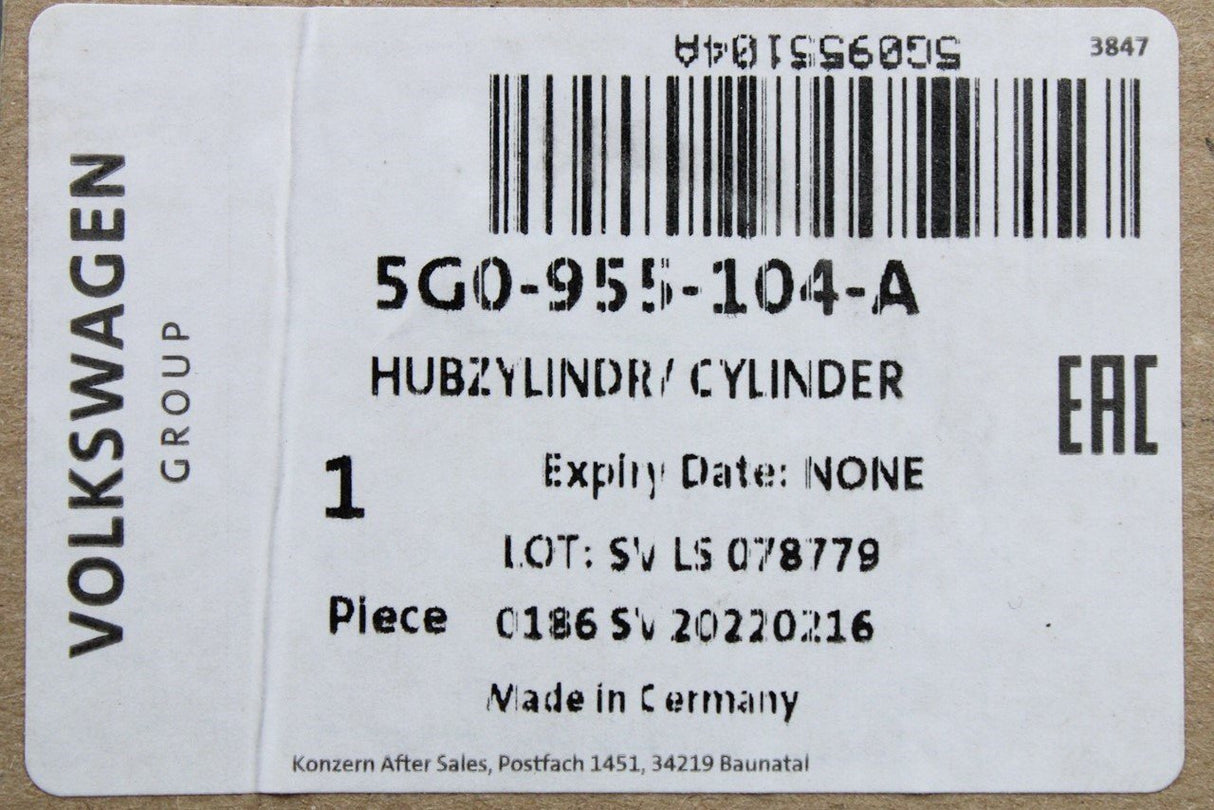 VOLKSWAGEN
GROUP
5G0955104A
3847
5G0-955-104-A
HUBZYLINDR/ CYLINDER
EAC
1
Expiry Date: NONE
LOT: SV LS 078779
Piece
0186 SV 20220216
Made in Germany
Konzern After Sales, Postfach 1451, 34219 Baunatal